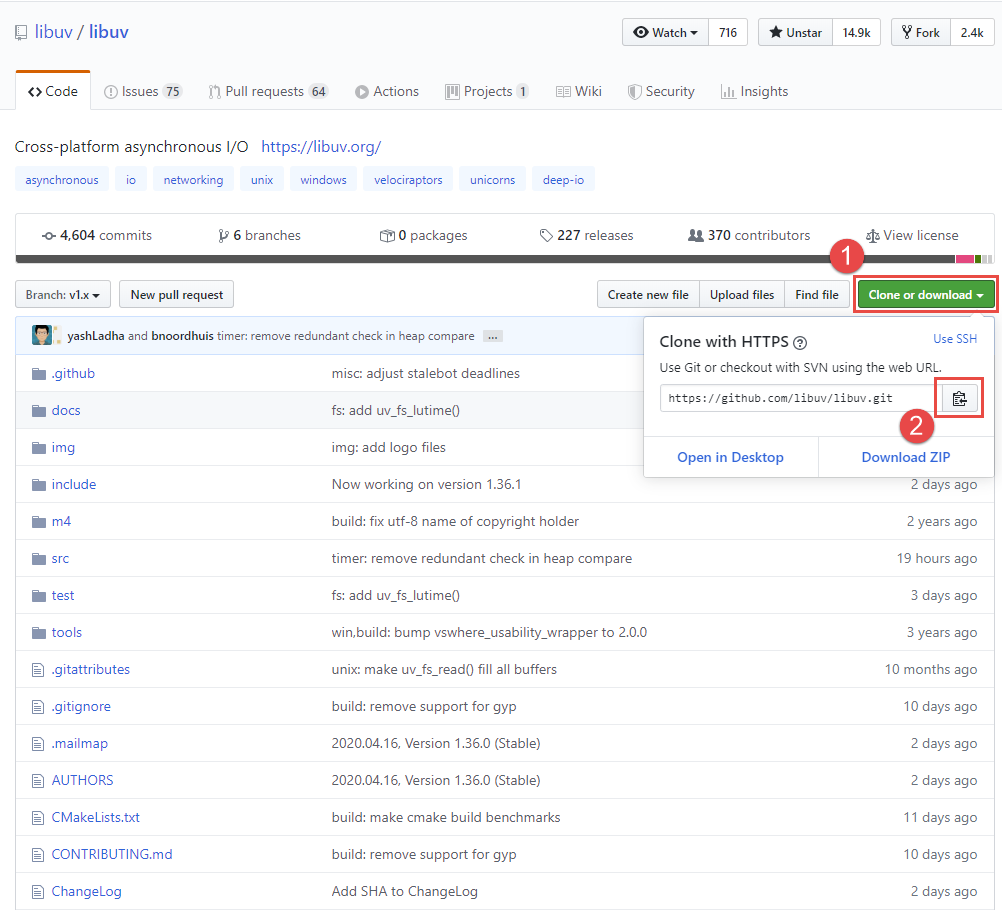 libuv / libuv Watch 716 Unstar 14.9k Fork 2.4k
Code Issues 75 Pull requests 64 Actions Projects 1 Wiki Security Insights
Cross-platform asynchronous I/O https://libuv.org/
asynchronous io networking unix windows velociraptors unicorns deep-io
4,604 commits 6 branches 0 packages 227 releases 370 contributors View license
1
Branch: v1.x New pull request Create new file Upload files Find file Clone or download
yashLadha and bnoordhuis timer: remove redundant check in heap compare ...
Clone with HTTPS ? Use SSH
Use Git or checkout with SVN using the web URL.
https://github.com/libuv/libuv.git
2
Open in Desktop Download ZIP
.github misc: adjust stalebot deadlines
docs fs: add uv_fs_lutime()
img img: add logo files
include Now working on version 1.36.1 2 days ago
m4 build: fix utf-8 name of copyright holder 2 years ago
src timer: remove redundant check in heap compare 19 hours ago
test fs: add uv_fs_lutime() 3 days ago
tools win,build: bump vswhere_usability_wrapper to 2.0.0 3 years ago
.gitattributes unix: make uv_fs_read() fill all buffers 10 months ago
.gitignore build: remove support for gyp 10 days ago
.mailmap 2020.04.16, Version 1.36.0 (Stable) 2 days ago
AUTHORS 2020.04.16, Version 1.36.0 (Stable) 2 days ago
CMakeLists.txt build: make cmake build benchmarks 11 days ago
CONTRIBUTING.md build: remove support for gyp 10 days ago
ChangeLog Add SHA to ChangeLog 2 days ago